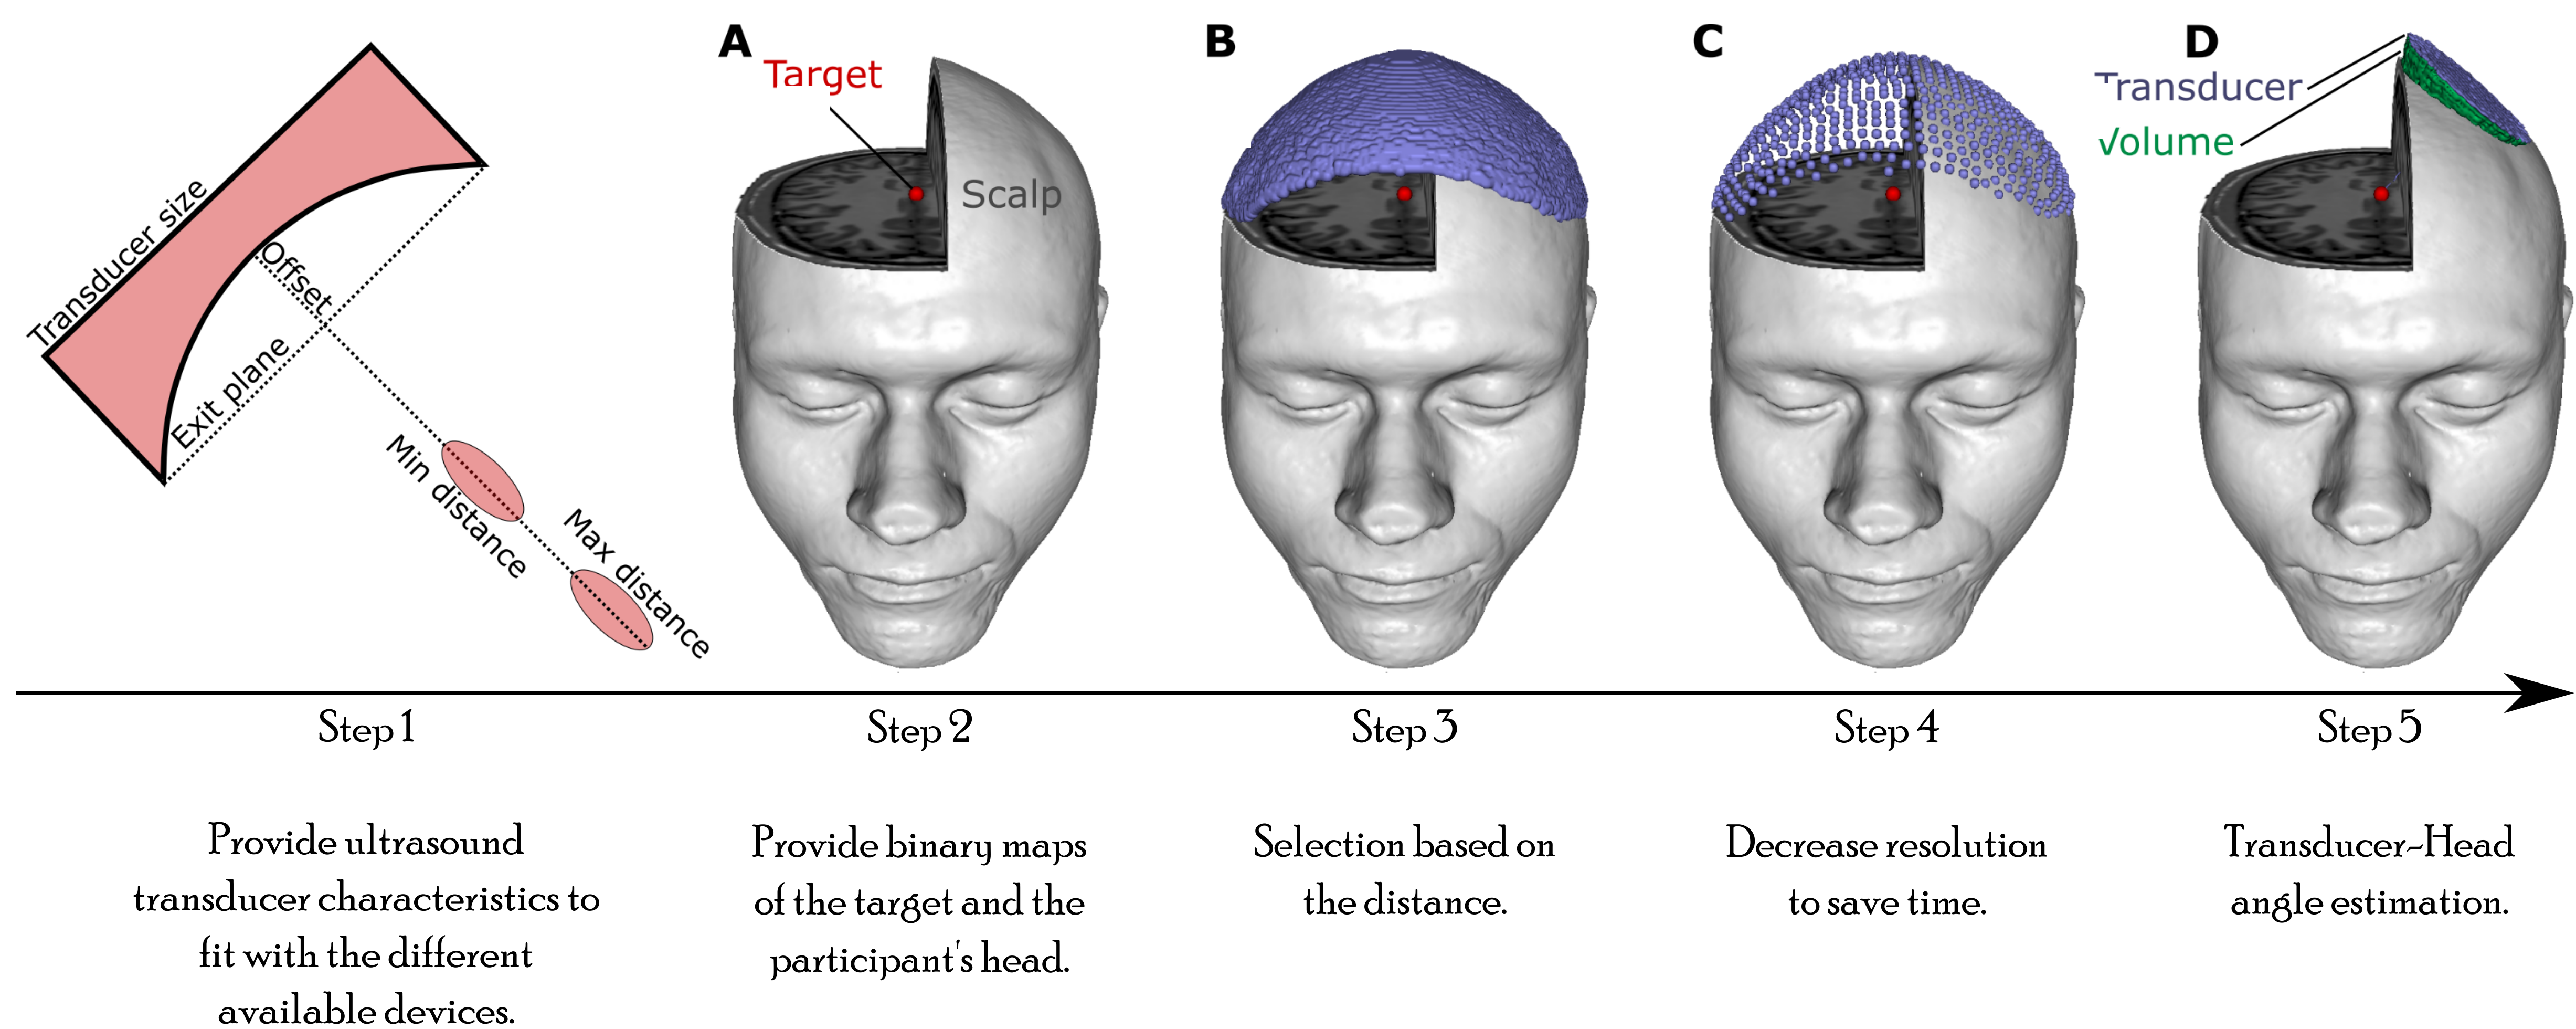 Transducer size
Offset
Exit plane
Min distance
Max distance
A
Target
Scalp
B
C
D
Transducer
Volume
Step 1
Step 2
Step 3
Step 4
Step 5
Provide ultrasound
transducer characteristics to
fit with the different
available devices.
Provide binary maps
of the target and the
participant's head.
Selection based on
the distance.
Decrease resolution
to save time.
Transducer-Head
angle estimation.